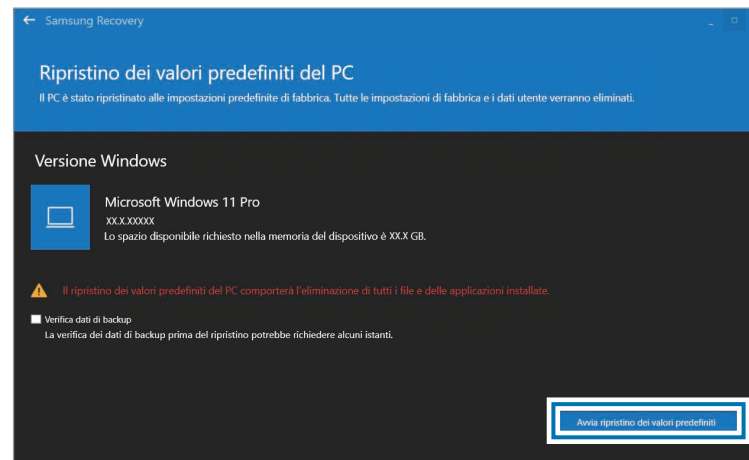 Samsung Recovery
Ripristino dei valori predefiniti del PC
Il PC è stato ripristinato alle impostazioni predefinite di fabbrica. Tutte le impostazioni di fabbrica e i dati utente verranno eliminati.
Versione Windows
Microsoft Windows 11 Pro
XX.X.XXXXX
Lo spazio disponibile richiesto nella memoria del dispositivo è XX.X GB.
Il ripristino dei valori predefiniti del PC comporterà l'eliminazione di tutti i file e delle applicazioni installate.
Verifica dati di backup
La verifica dei dati di backup prima del ripristino potrebbe richiedere alcuni istanti.
Avvia ripristino dei valori predefiniti